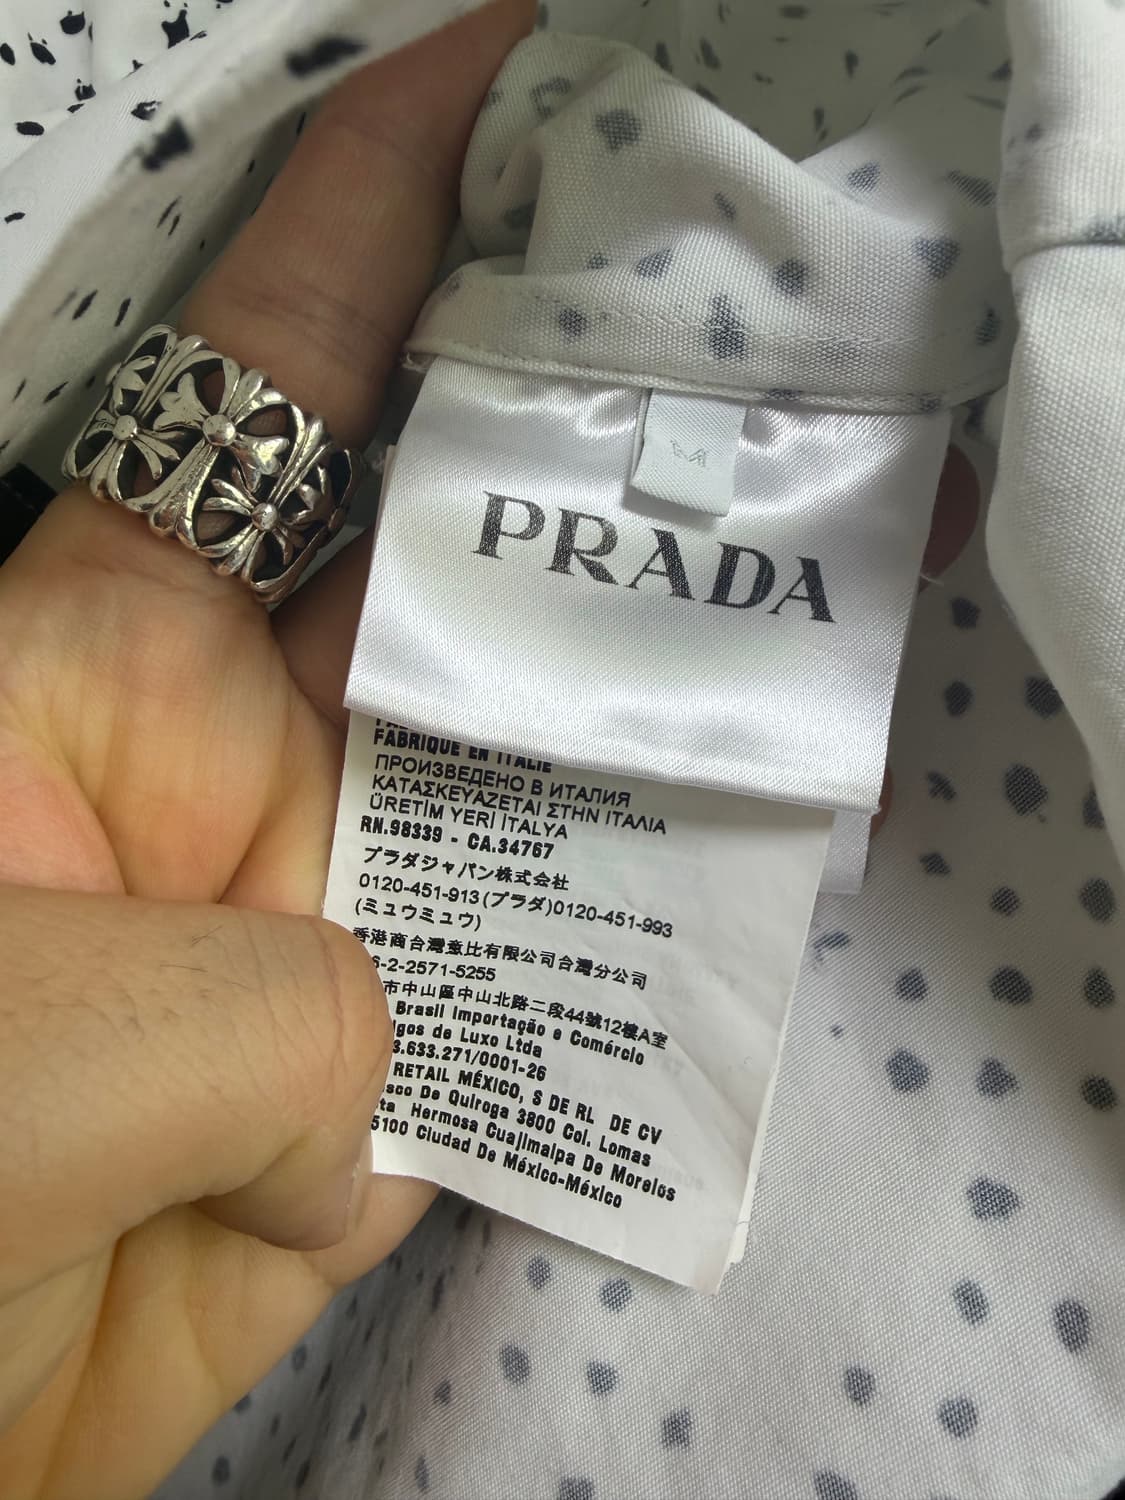 M
PRADA
FABRIQUE EN ITALIE
ПРОИЗВЕДЕНО В ИТАЛИЯ
ΚΑΤΑΣΚΕΥΑΖΕΤΑΙ ΣΤΗΝ ΙΤΑΛΙΑ
ÜRETİM YERİ İTALYA
RN.98339 - CA.34767
プラダジャパン株式会社
0120-451-913(プラダ)0120-451-993
(ミュウミュウ)
香港商台灣意比有限公司台灣分公司
6-2-2571-5255
市中山區中山北路二段44號12樓A室
Brasil Importação e Comércio
igos de Luxo Ltda
3.633.271/0001-26
RETAIL MÉXICO, S DE RL DE CV
sco De Quiroga 3800 Col. Lomas
ta Hermosa Cuajimalpa De Morelos
5100 Ciudad De México-México